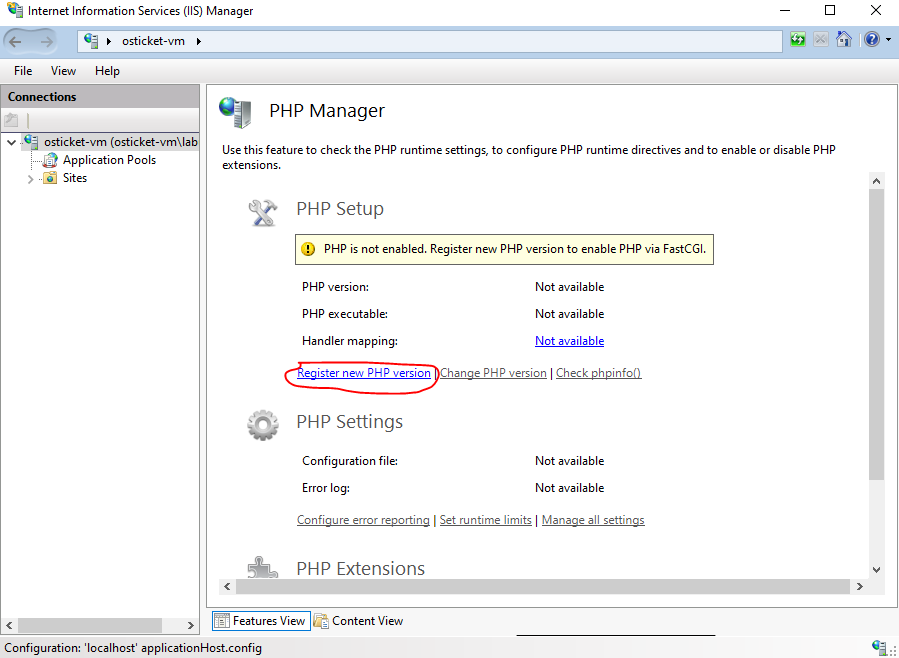 Internet Information Services (IIS) Manager
osticket-vm
File View Help
Connections
osticket-vm (osticket-vm\lab
Application Pools
Sites
PHP Manager
Use this feature to check the PHP runtime settings, to configure PHP runtime directives and to enable or disable PHP
extensions.
PHP Setup
PHP is not enabled. Register new PHP version to enable PHP via FastCGI.
PHP version: Not available
PHP executable: Not available
Handler mapping: Not available
Register new PHP version | Change PHP version | Check phpinfo()
PHP Settings
Configuration file: Not available
Error log: Not available
Configure error reporting | Set runtime limits | Manage all settings
PHP Extensions
Features View Content View
Configuration: 'localhost' applicationHost.config